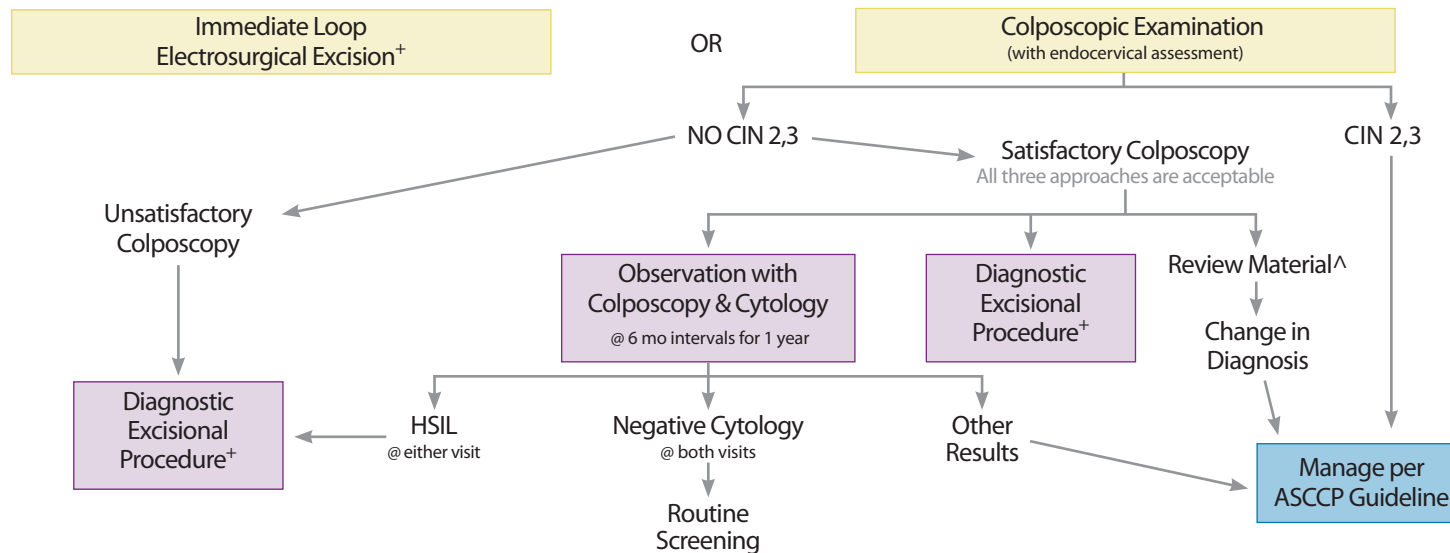 Immediate Loop
Electrosurgical Excision+
OR
Colposcopic Examination
(with endocervical assessment)
NO CIN 2,3
CIN 2,3
Satisfactory Colposcopy
All three approaches are acceptable
Unsatisfactory
Colposcopy
Observation with
Colposcopy & Cytology
@ 6 mo intervals for 1 year
Diagnostic
Excisional
Procedure+
Review Material^
Change in
Diagnosis
Diagnostic
Excisional
Procedure+
HSIL
@ either visit
Negative Cytology
@ both visits
Other
Results
Manage per
ASCCP Guideline
Routine
Screening